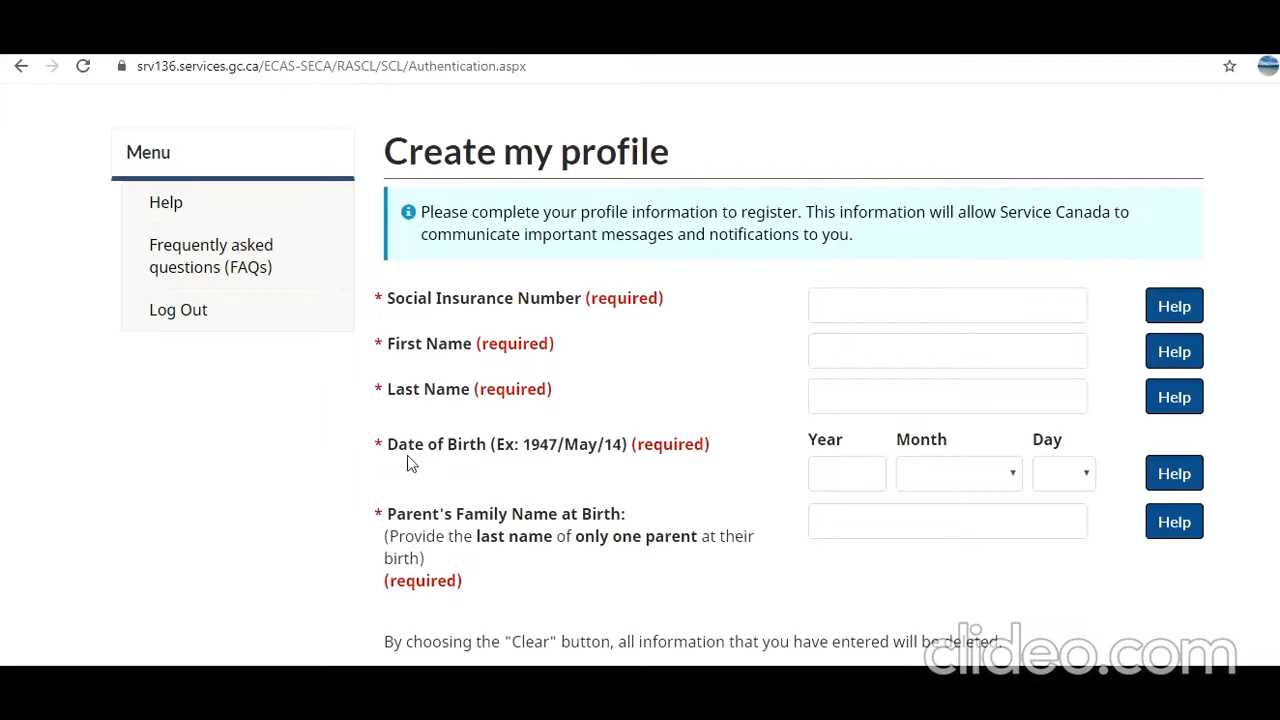 srv136.services.gc.ca/ECAS-SECA/RASCL/SCL/Authentication.aspx
Menu
Help
Frequently asked
questions (FAQs)
Log Out
Create my profile
Please complete your profile information to register. This information will allow Service Canada to
communicate important messages and notifications to you.
* Social Insurance Number (required)
Help
* First Name (required)
Help
* Last Name (required)
Help
* Date of Birth (Ex: 1947/May/14) (required)
Year Month Day
Help
* Parent's Family Name at Birth:
(Provide the last name of only one parent at their
birth)
(required)
Help
By choosing the "Clear" button, all information that you have entered will be deleted.
clideo.com